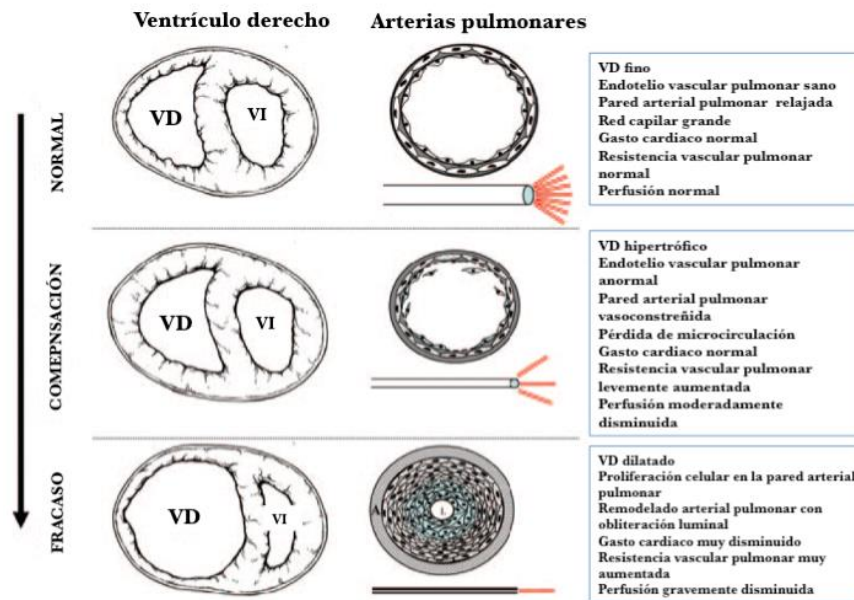 Ventrículo derecho
Arterias pulmonares
NORMAL
VD
VI
VD fino
Endotelio vascular pulmonar sano
Pared arterial pulmonar relajada
Red capilar grande
Gasto cardiaco normal
Resistencia vascular pulmonar
normal
Perfusión normal
COMEPNSACIÓN
VD
VI
VD hipertrófico
Endotelio vascular pulmonar
anormal
Pared arterial pulmonar
vasoconstreñida
Pérdida de microcirculación
Gasto cardiaco normal
Resistencia vascular pulmonar
levemente aumentada
Perfusión moderadamente
disminuida
FRACASO
VD
VI
A
L
VD dilatado
Proliferación celular en la pared arterial
pulmonar
Remodelado arterial pulmonar con
obliteración luminal
Gasto cardiaco muy disminuido
Resistencia vascular pulmonar muy
aumentada
Perfusión gravemente disminuida